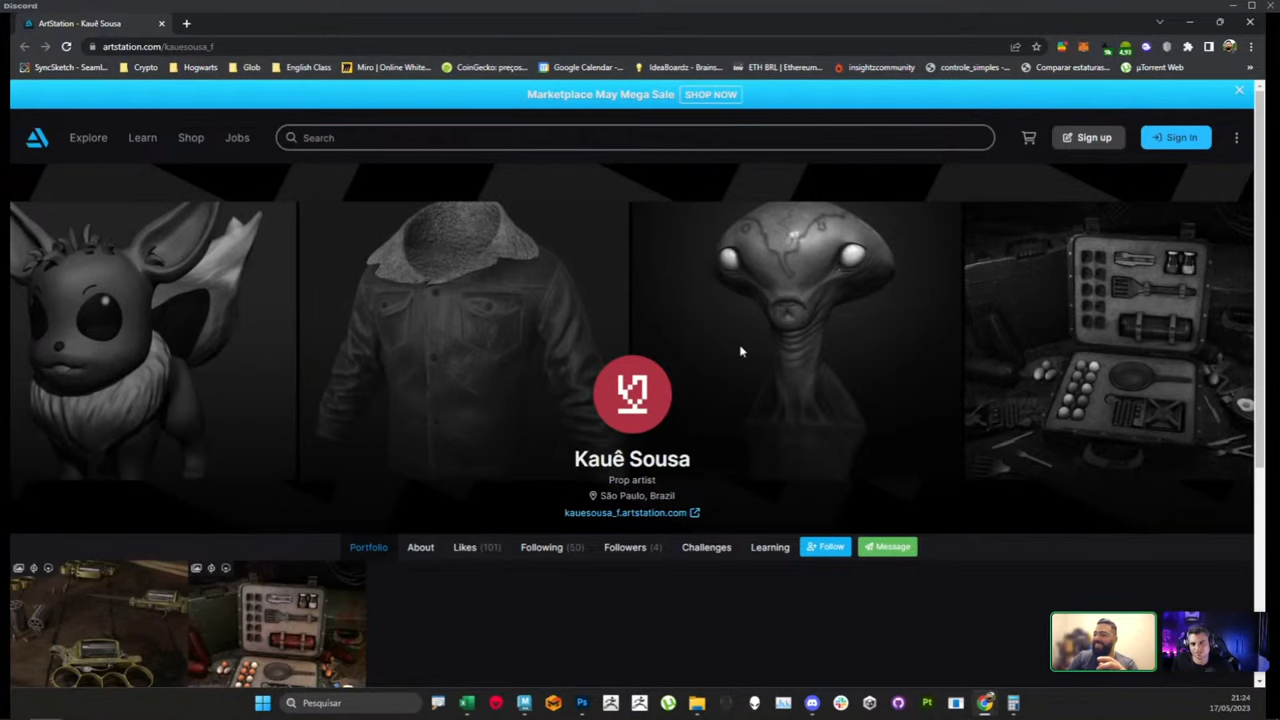 Discord
ArtStation - Kauê Sousa
artstation.com/kauesousa_f
SyncSketch - Seaml... Crypto Hogwarts Glob English Class Miro | Online White... CoinGecko: preços,... Google Calendar -... IdeaBoardz - Brains... ETH BRL | Ethereum... insightzcommunity controle_simples -... Comparar estaturas... µTorrent Web »
Marketplace May Mega Sale SHOP NOW
Explore Learn Shop Jobs Search Sign up Sign In
Kauê Sousa
Prop artist
São Paulo, Brazil
kauesousa_f.artstation.com
Portfolio About Likes (101) Following (50) Followers (4) Challenges Learning Follow Message
Pesquisar
21:24
17/05/2023